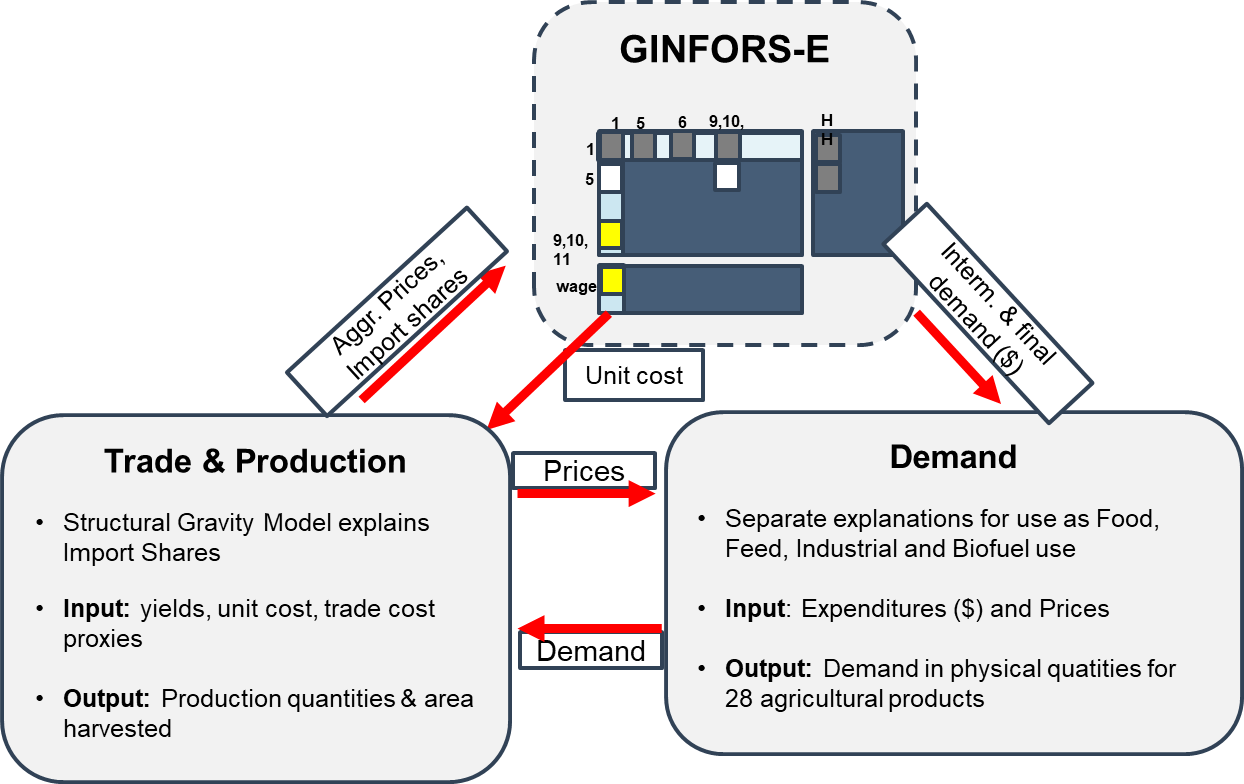 GINFORS-E
1 5 6 9,10,
H
H
1
5
9,10,
11
wage
Aggr. Prices,
Import shares
Interm. & final
demand ($)
Unit cost
Trade & Production
• Structural Gravity Model explains
Import Shares
• Input: yields, unit cost, trade cost
proxies
• Output: Production quantities & area
harvested
Prices
Demand
Demand
• Separate explanations for use as Food,
Feed, Industrial and Biofuel use
• Input: Expenditures ($) and Prices
• Output: Demand in physical quatities for
28 agricultural products